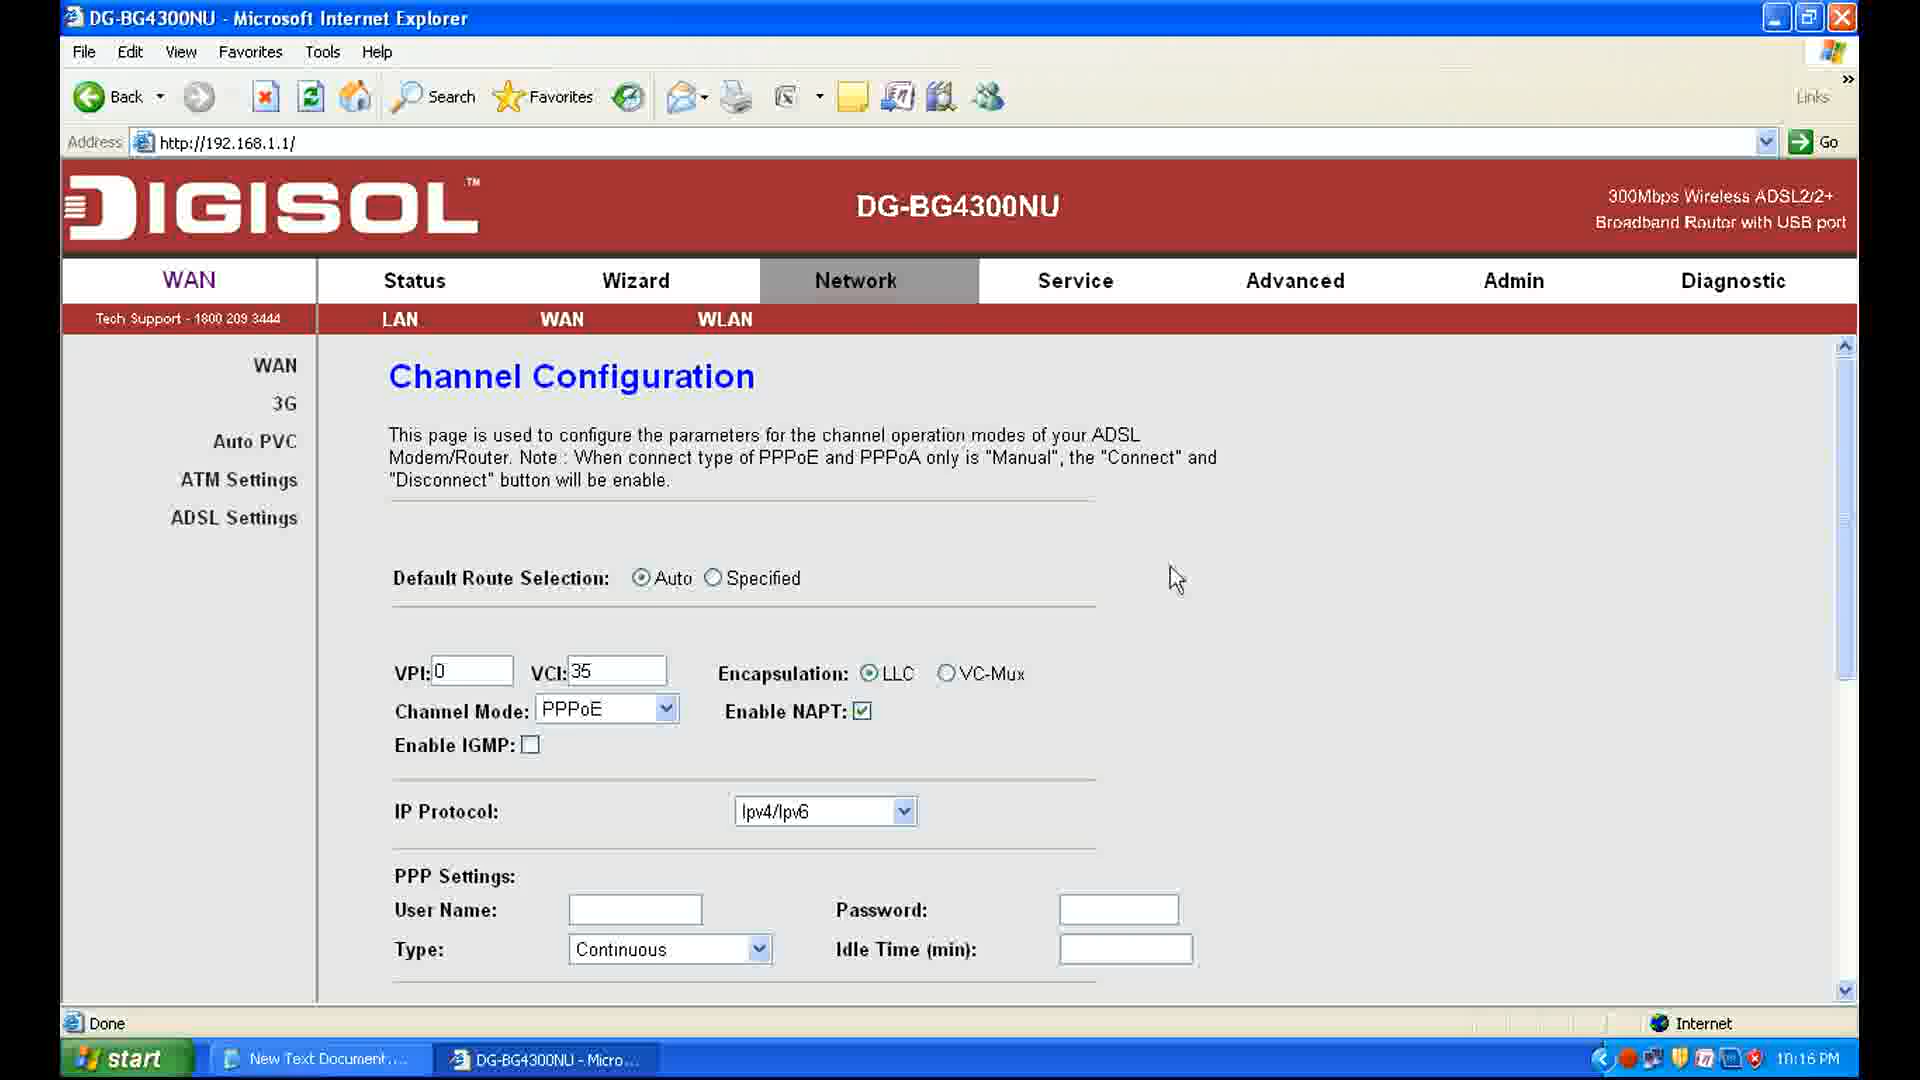 DG-BG4300NU - Microsoft Internet Explorer
File Edit View Favorites Tools Help
Back Search Favorites Links
Address http://192.168.1.1/ Go
DIGISOL™
DG-BG4300NU
300Mbps Wireless ADSL2/2+
Broadband Router with USB port
WAN Status Wizard Network Service Advanced Admin Diagnostic
Tech Support - 1800 209 3444 LAN WAN WLAN
WAN
3G
Auto PVC
ATM Settings
ADSL Settings
Channel Configuration
This page is used to configure the parameters for the channel operation modes of your ADSL
Modem/Router. Note : When connect type of PPPoE and PPPoA only is "Manual", the "Connect" and
"Disconnect" button will be enable.
Default Route Selection: Auto Specified
VPI: 0 VCI: 35 Encapsulation: LLC VC-Mux
Channel Mode: PPPoE Enable NAPT:
Enable IGMP:
IP Protocol: Ipv4/Ipv6
PPP Settings:
User Name: Password:
Type: Continuous Idle Time (min):
Done Internet
start New Text Document.... DG-BG4300NU - Micro... 10:16 PM